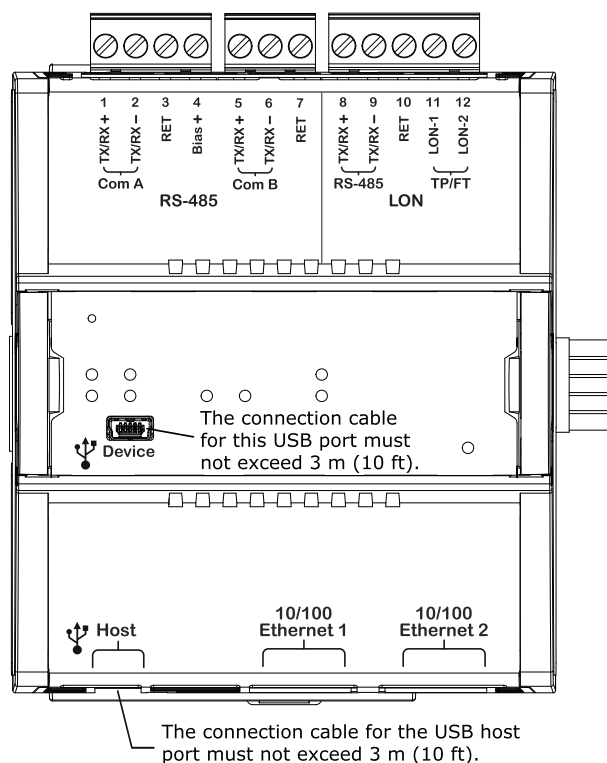 1 2 3 4 5 6 7 8 9 10 11 12
TX/RX + TX/RX − RET Bias + TX/RX + TX/RX − RET TX/RX + TX/RX − RET LON-1 LON-2
Com A Com B RS-485 TP/FT
RS-485 LON
The connection cable
for this USB port must
not exceed 3 m (10 ft).
Device
Host
10/100
Ethernet 1
10/100
Ethernet 2
The connection cable for the USB host
port must not exceed 3 m (10 ft).